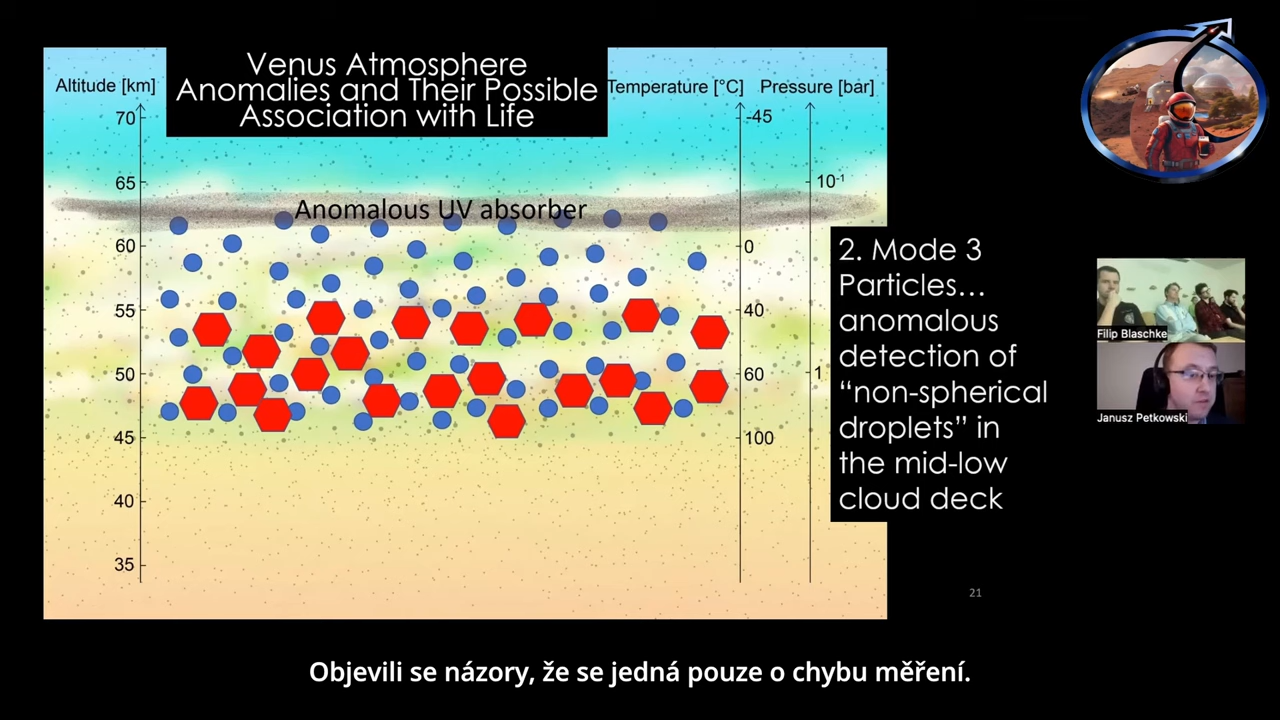 Venus Atmosphere
Anomalies and Their Possible
Association with Life
Altitude [km]
Temperature [°C]
Pressure [bar]
70
65
60
55
50
45
40
35
-45
0
40
60
100
10⁻¹
1
Anomalous UV absorber
2. Mode 3
Particles…
anomalous
detection of
“non-spherical
droplets” in
the mid-low
cloud deck
21
Filip Blaschke
Janusz Petkowski
Objevili se názory, že se jedná pouze o chybu měření.